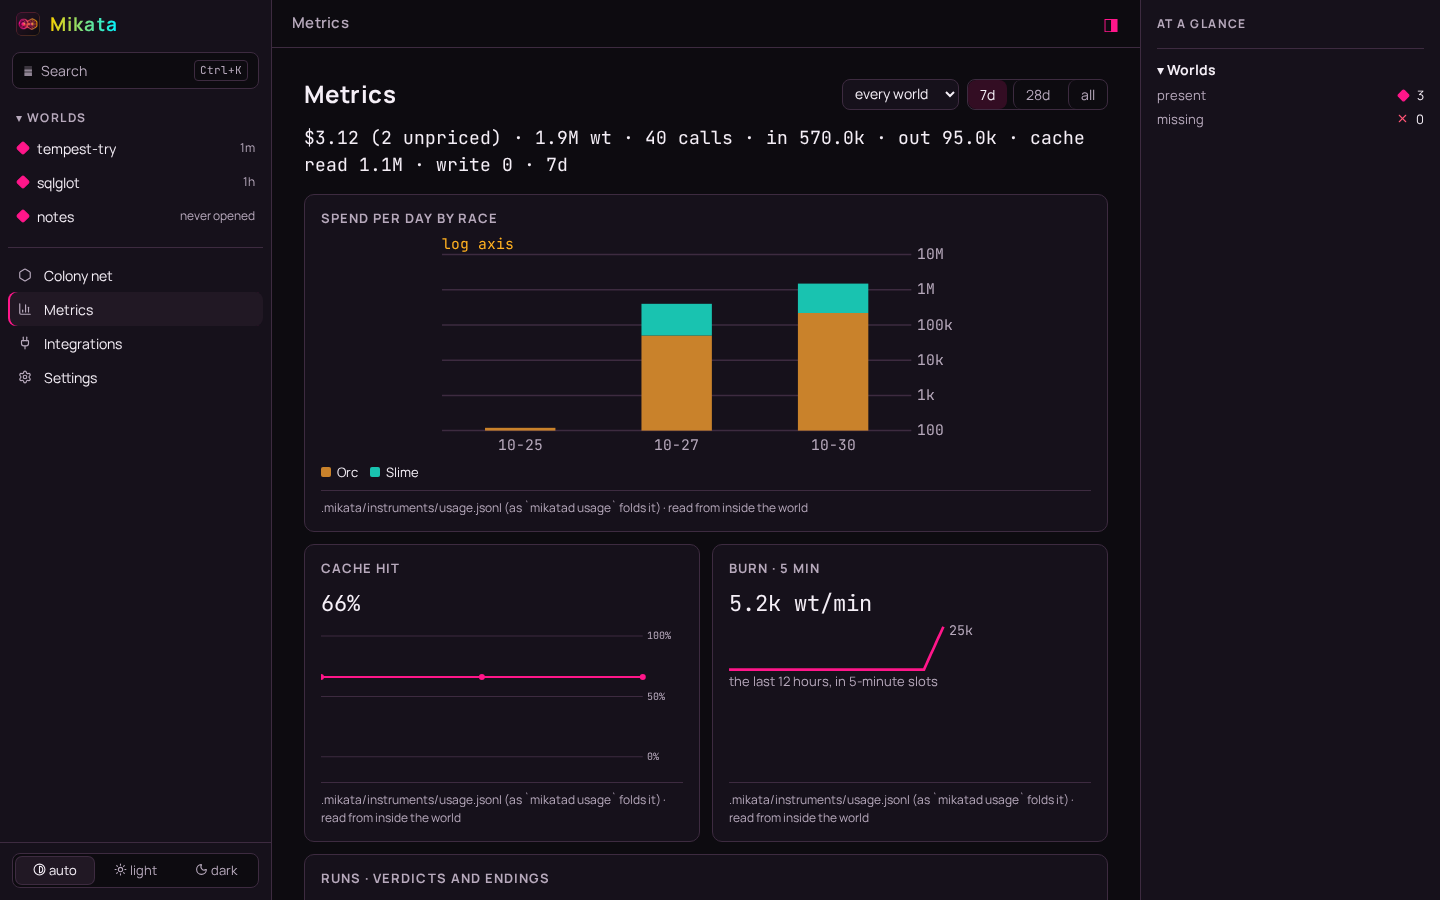 Mikata
Search Ctrl+K
▾ WORLDS
tempest-try 1m
sqlglot 1h
notes never opened
Colony net
Metrics
Integrations
Settings
auto light dark
Metrics
Metrics
every world 7d 28d all
$3.12 (2 unpriced) · 1.9M wt · 40 calls · in 570.0k · out 95.0k · cache
read 1.1M · write 0 · 7d
SPEND PER DAY BY RACE
log axis
10M
1M
100k
10k
1k
100
10-25 10-27 10-30
Orc Slime
.mikata/instruments/usage.jsonl (as `mikatad usage` folds it) · read from inside the world
CACHE HIT
66%
100%
50%
0%
.mikata/instruments/usage.jsonl (as `mikatad usage` folds it) ·
read from inside the world
BURN · 5 MIN
5.2k wt/min
25k
the last 12 hours, in 5-minute slots
.mikata/instruments/usage.jsonl (as `mikatad usage` folds it) ·
read from inside the world
RUNS · VERDICTS AND ENDINGS
AT A GLANCE
▾ Worlds
present 3
missing × 0